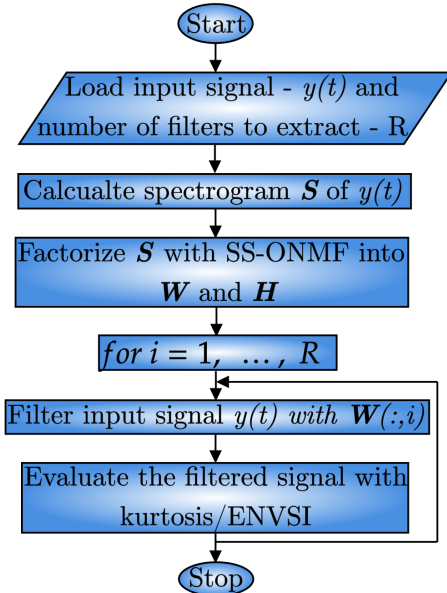 Start
Load input signal - y(t) and
number of filters to extract - R
Calcualte spectrogram S of y(t)
Factorize S with SS-ONMF into
W and H
for i = 1, ..., R
Filter input signal y(t) with W(:,i)
Evaluate the filtered signal with
kurtosis/ENVSI
Stop